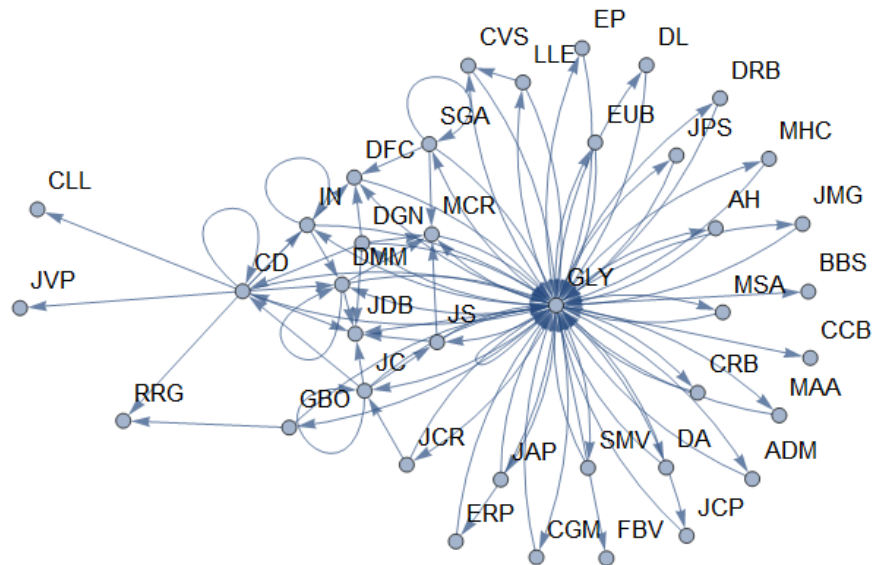 EP
CVS
LLE
DL
DRB
SGA
EUB
JPS
MHC
DFC
CLL
IN
DGN
MCR
AH
JMG
CD
DMM
GLY
BBS
JVP
JDB
JS
MSA
CCB
RRG
GBO
JC
CRB
MAA
JCR
JAP
SMV
DA
ADM
ERP
CGM
FBV
JCP